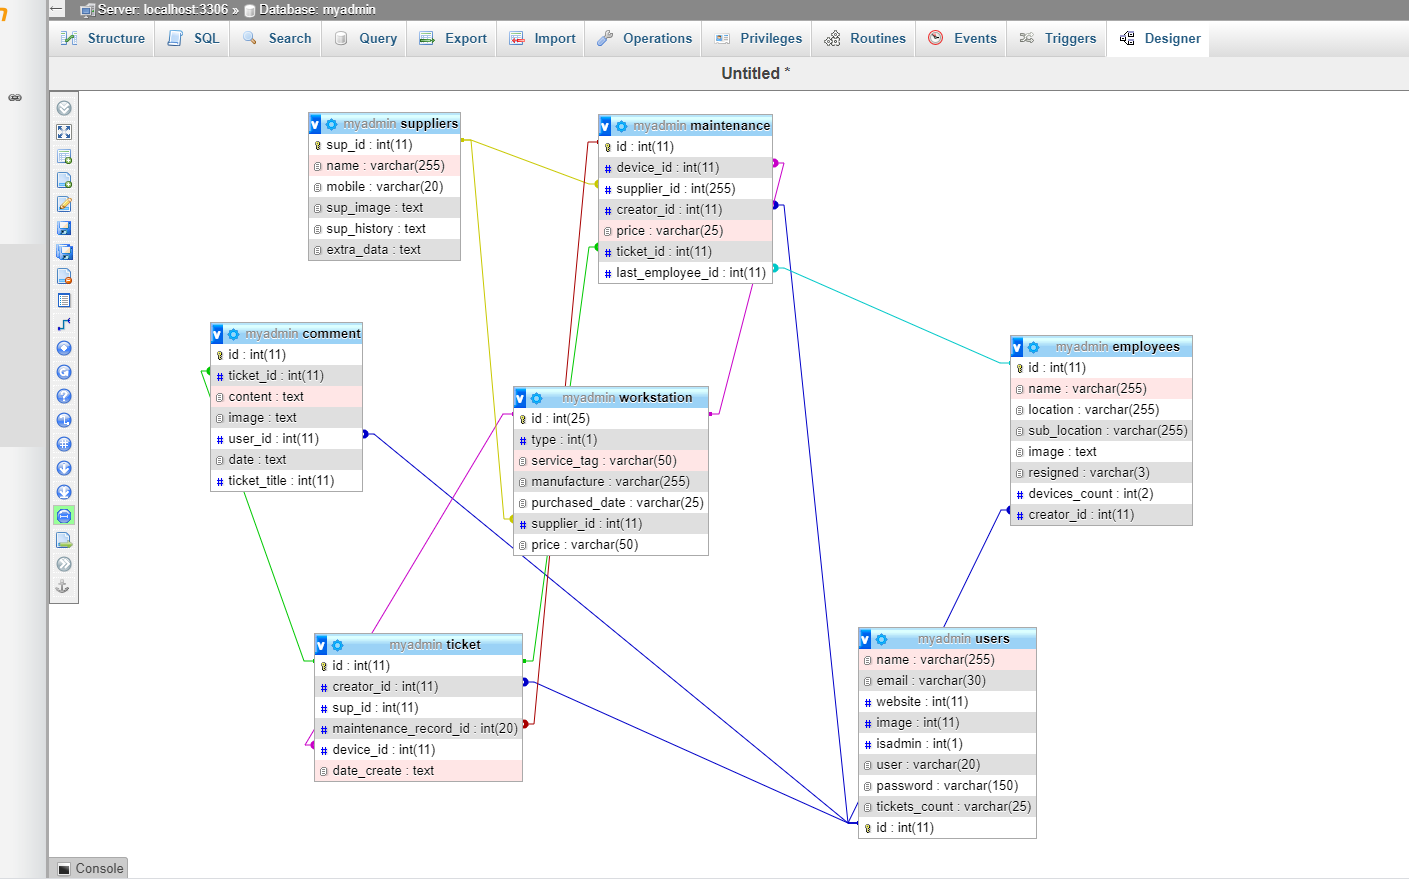 Server: localhost:3306 » Database: myadmin
Structure SQL Search Query Export Import Operations Privileges Routines Events Triggers Designer
Untitled *
myadmin suppliers
sup_id : int(11)
name : varchar(255)
mobile : varchar(20)
sup_image : text
sup_history : text
extra_data : text
myadmin maintenance
id : int(11)
device_id : int(11)
supplier_id : int(255)
creator_id : int(11)
price : varchar(25)
ticket_id : int(11)
last_employee_id : int(11)
myadmin comment
id : int(11)
ticket_id : int(11)
content : text
image : text
user_id : int(11)
date : text
ticket_title : int(11)
myadmin workstation
id : int(25)
type : int(1)
service_tag : varchar(50)
manufacture : varchar(255)
purchased_date : varchar(25)
supplier_id : int(11)
price : varchar(50)
myadmin employees
id : int(11)
name : varchar(255)
location : varchar(255)
sub_location : varchar(255)
image : text
resigned : varchar(3)
devices_count : int(2)
creator_id : int(11)
myadmin ticket
id : int(11)
creator_id : int(11)
sup_id : int(11)
maintenance_record_id : int(20)
device_id : int(11)
date_create : text
myadmin users
name : varchar(255)
email : varchar(30)
website : int(11)
image : int(11)
isadmin : int(1)
user : varchar(20)
password : varchar(150)
tickets_count : varchar(25)
id : int(11)
Console